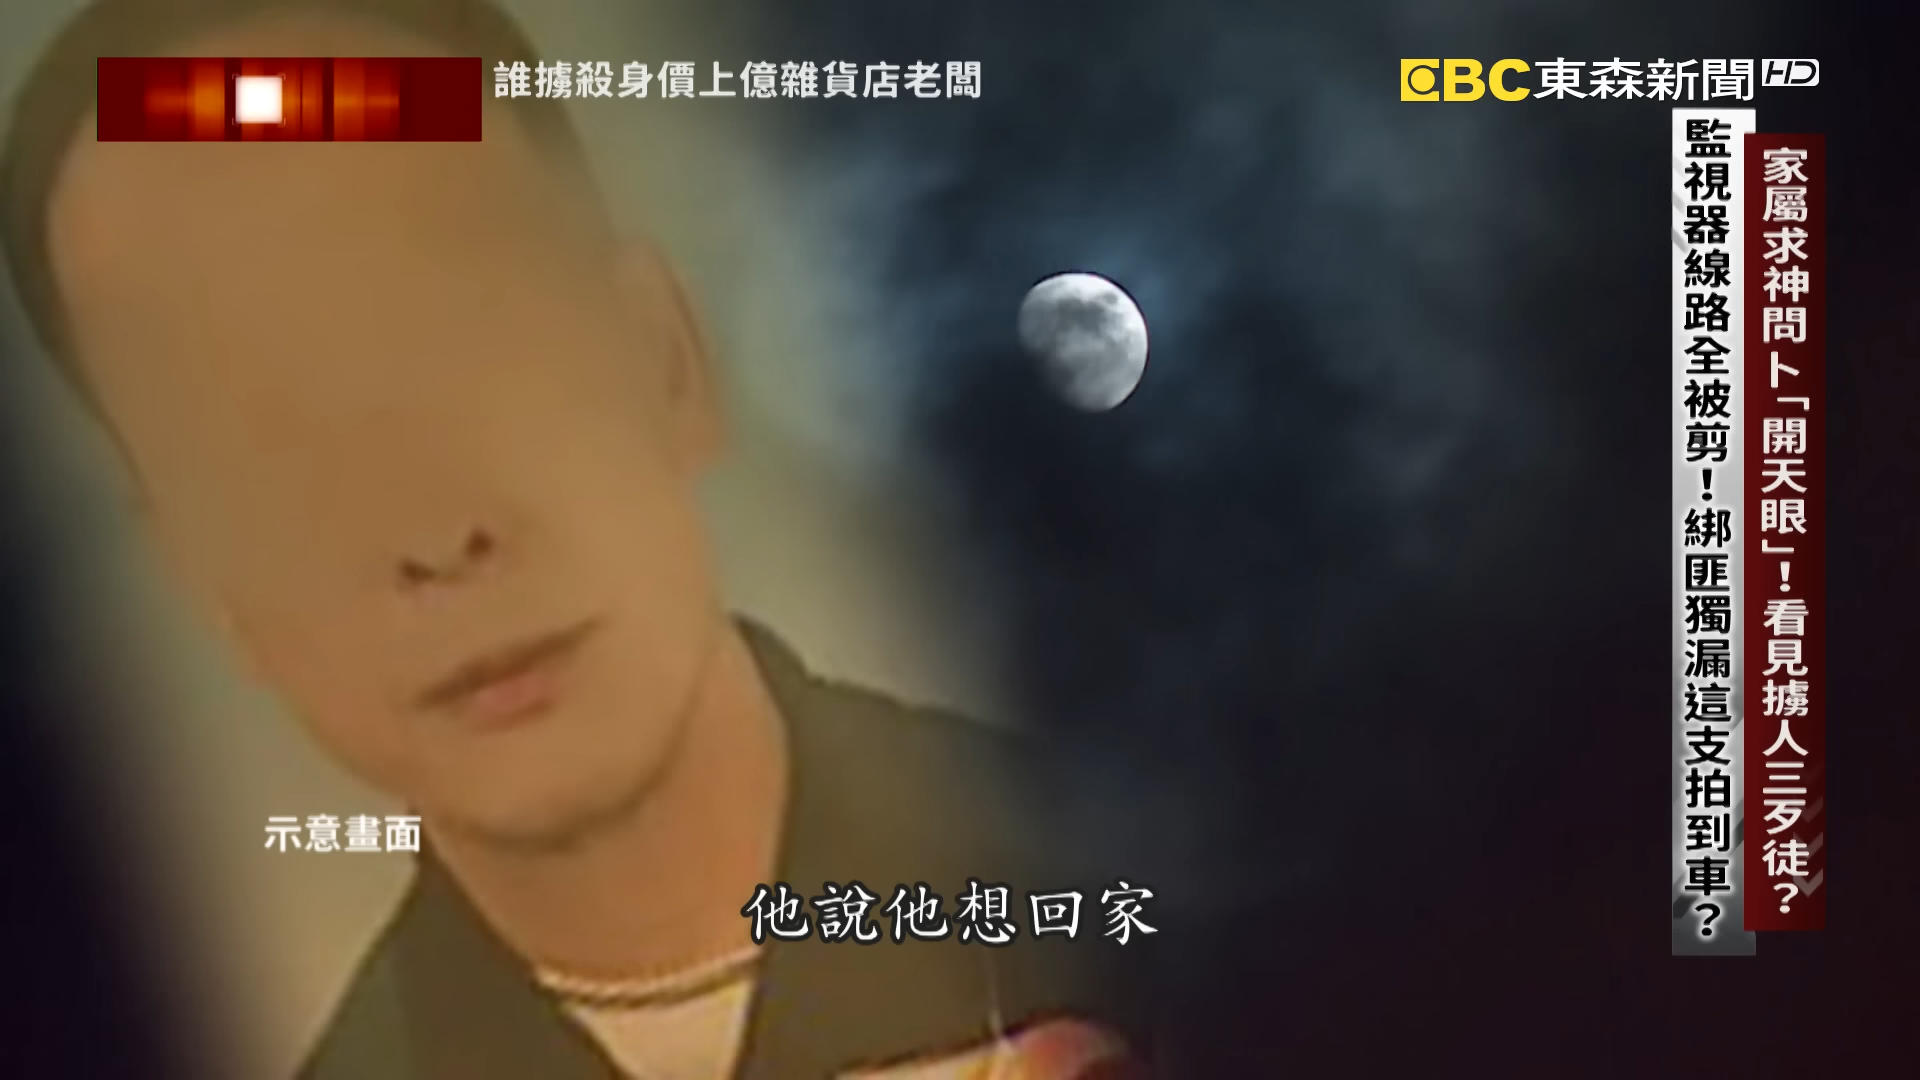 誰擄殺身價上億雜貨店老闆
EBC東森新聞HD
家屬求神問卜「開天眼」!看見擄人三歹徒?
監視器線路全被剪!綁匪獨漏這支拍到車?
示意畫面
他說他想回家